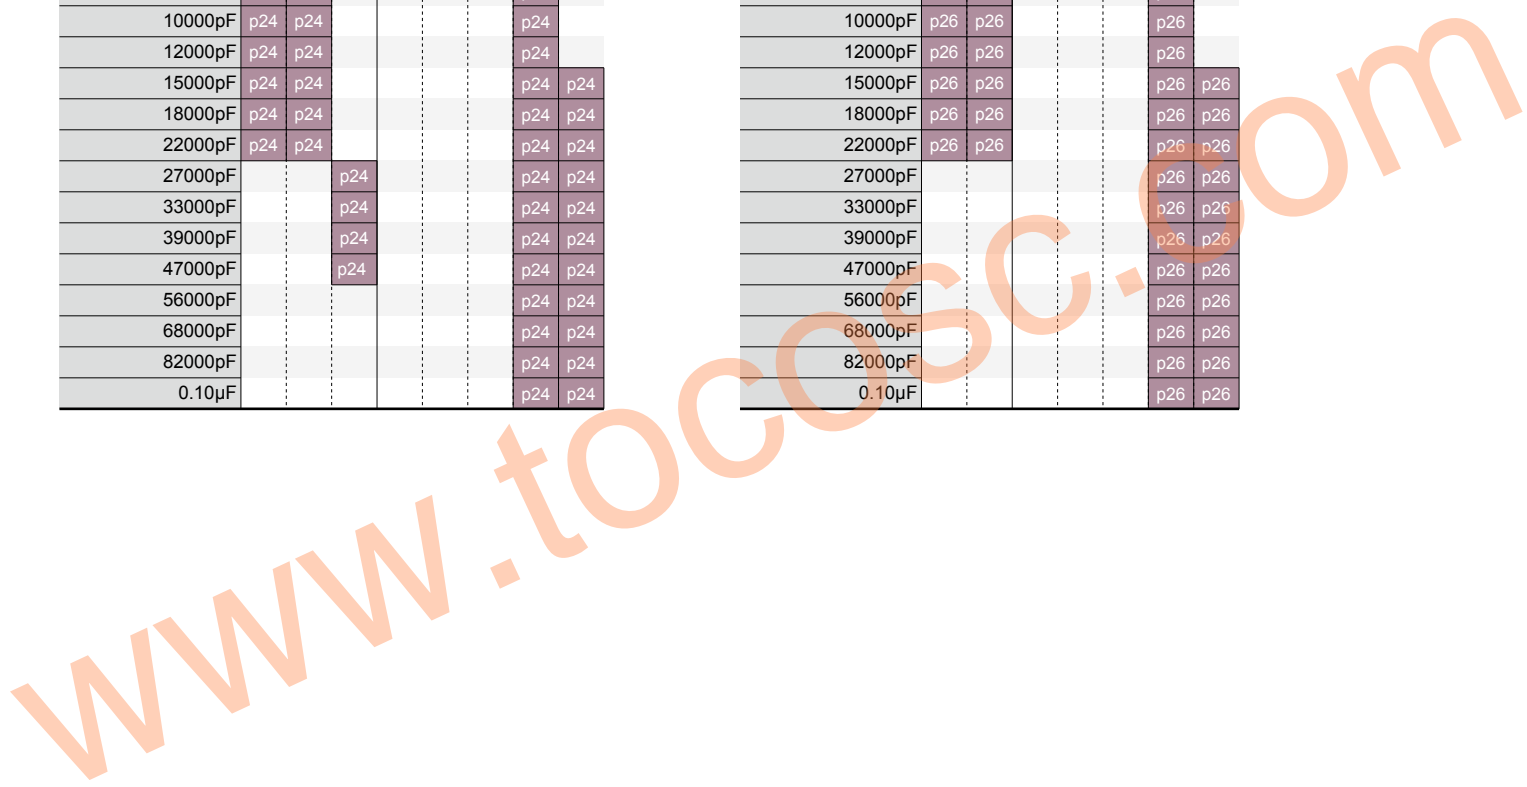 10000pF p24 p24 p24
12000pF p24 p24 p24
15000pF p24 p24 p24 p24
18000pF p24 p24 p24 p24
22000pF p24 p24 p24 p24
27000pF p24 p24 p24
33000pF p24 p24 p24
39000pF p24 p24 p24
47000pF p24 p24 p24
56000pF p24 p24
68000pF p24 p24
82000pF p24 p24
0.10µF p24 p24
10000pF p26 p26 p26
12000pF p26 p26 p26
15000pF p26 p26 p26 p26
18000pF p26 p26 p26 p26
22000pF p26 p26 p26 p26
27000pF p26 p26
33000pF p26 p26
39000pF p26 p26
47000pF p26 p26
56000pF p26 p26
68000pF p26 p26
82000pF p26 p26
0.10µF p26 p26
www.tocosc.com